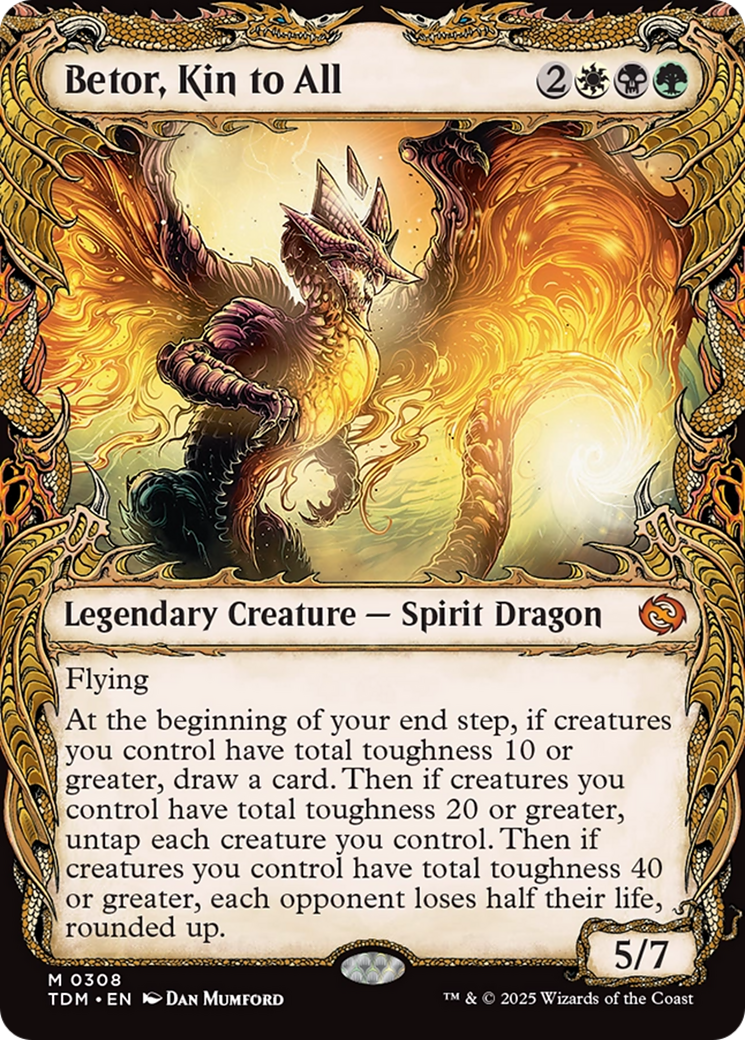 Betor, Kin to All
2
Legendary Creature — Spirit Dragon
Flying
At the beginning of your end step, if creatures
you control have total toughness 10 or
greater, draw a card. Then if creatures you
control have total toughness 20 or greater,
untap each creature you control. Then if
creatures you control have total toughness 40
or greater, each opponent loses half their life,
rounded up.
5/7
M 0308
TDM • EN Dan Mumford
™ & © 2025 Wizards of the Coast